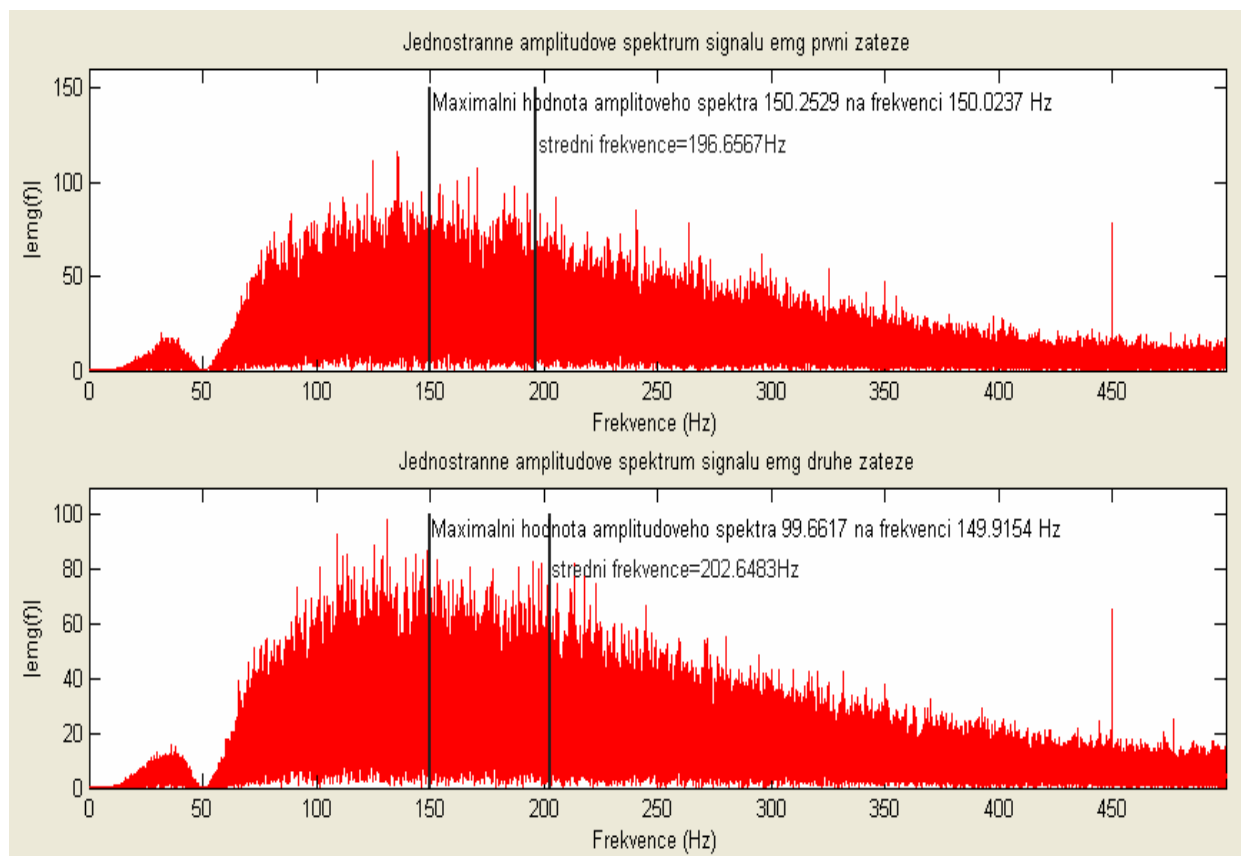 Jednostranne amplitudove spektrum signalu emg prvni zateze
150
Maximalni hodnota amplitoveho spektra 150.2529 na frekvenci 150.0237 Hz
stredni frekvence=196.6567Hz
100
|emg(f)|
50
0
0 50 100 150 200 250 300 350 400 450
Frekvence (Hz)
Jednostranne amplitudove spektrum signalu emg druhe zateze
100
Maximalni hodnota amplitudoveho spektra 99.6617 na frekvenci 149.9154 Hz
stredni frekvence=202.6483Hz
80
60
|emg(f)|
40
20
0
0 50 100 150 200 250 300 350 400 450
Frekvence (Hz)